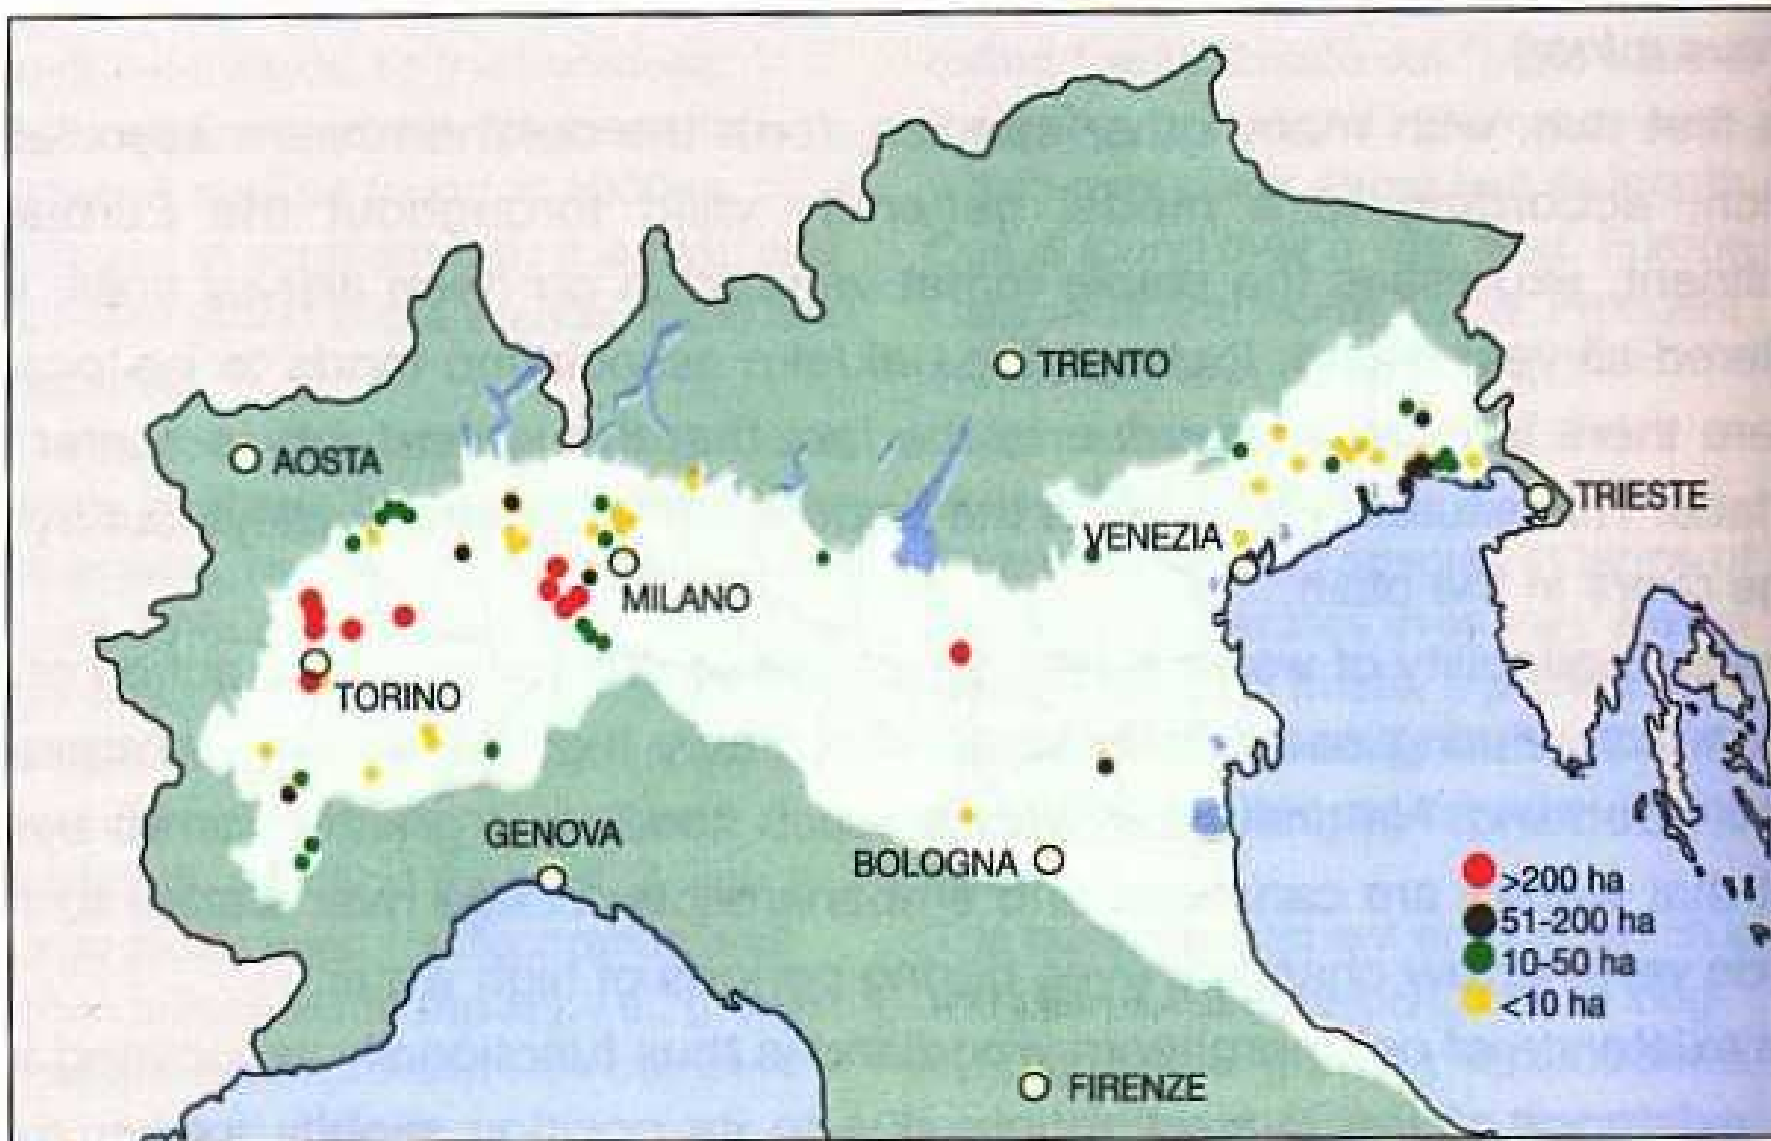 TRENTO
AOSTA
TRIESTE
VENEZIA
MILANO
TORINO
GENOVA
BOLOGNA
>200 ha
51-200 ha
10-50 ha
<10 ha
FIRENZE